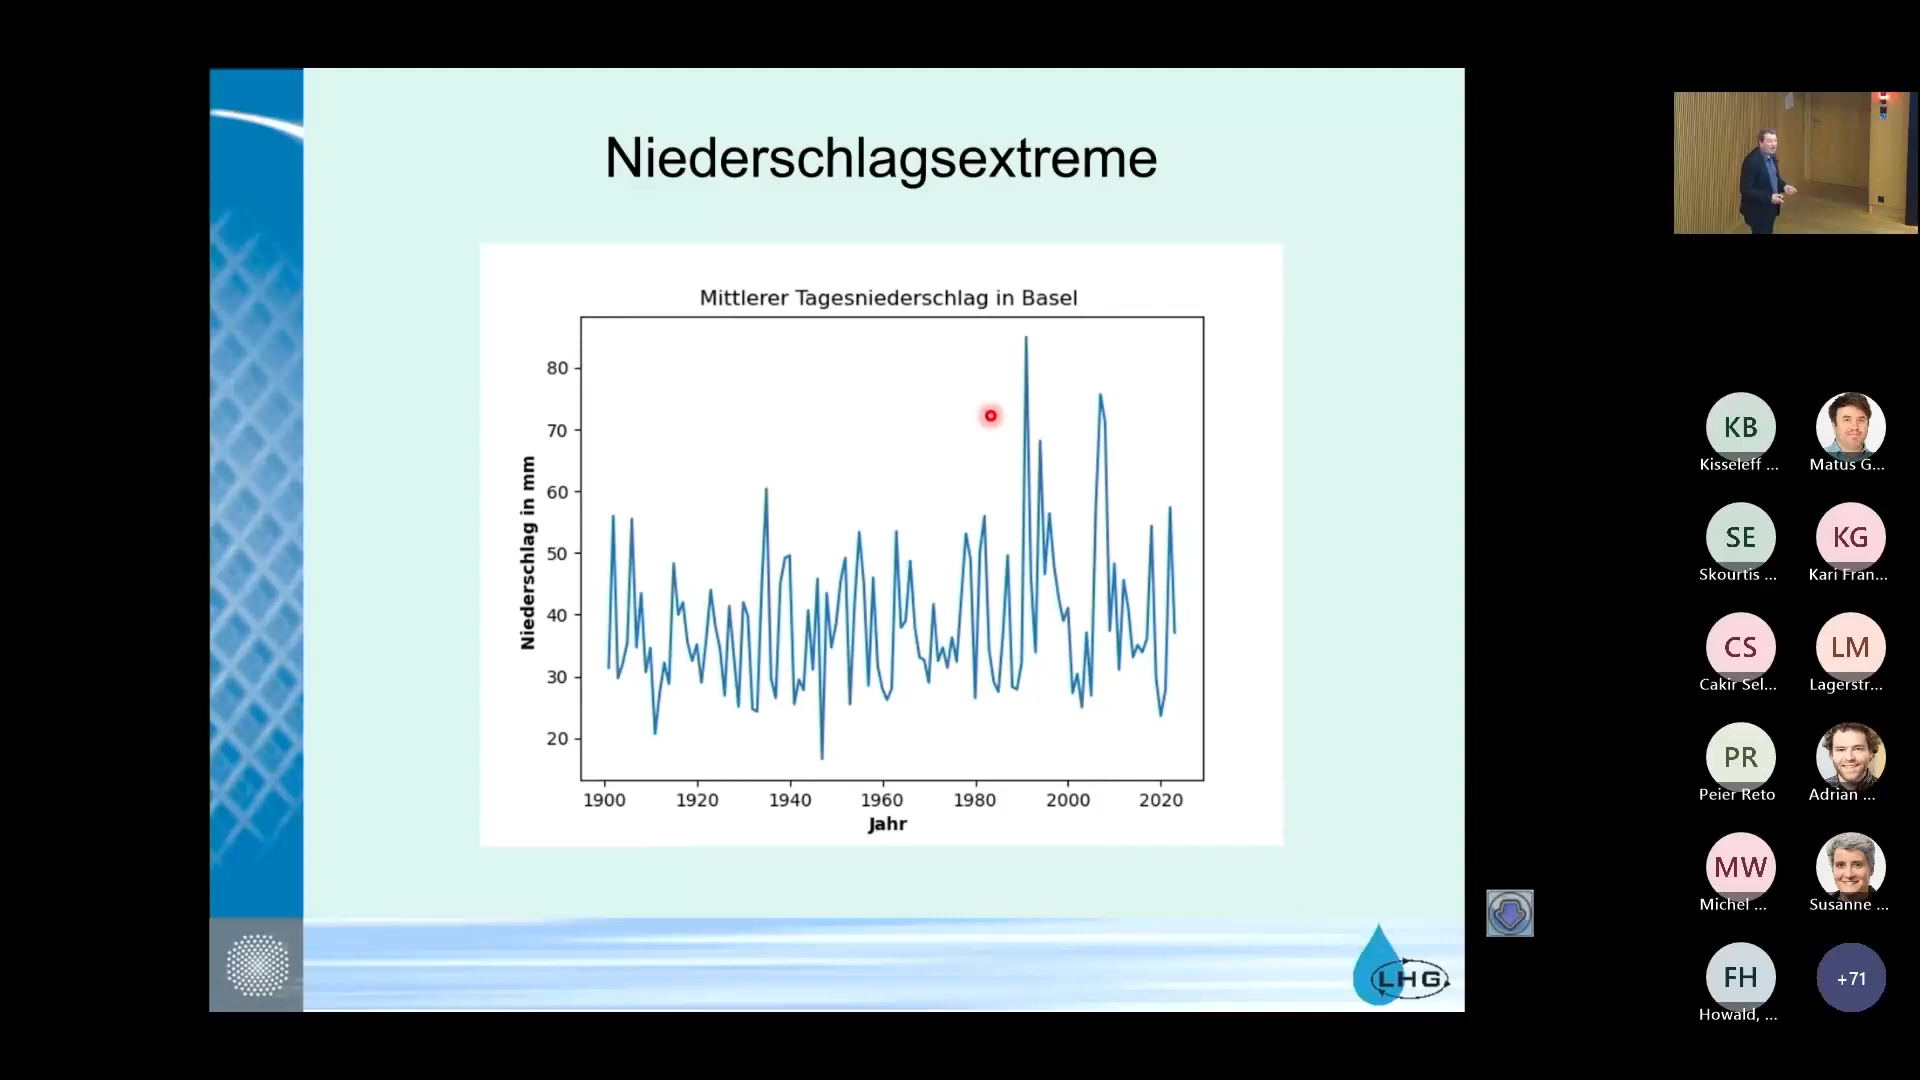 Niederschlagsextreme
Mittlerer Tagesniederschlag in Basel
80
70
60
50
40
30
20
Niederschlag in mm
1900 1920 1940 1960 1980 2000 2020
Jahr
LHG
KB
Kisseleff ...
Matus G...
SE
Skourtis ...
KG
Kari Fran...
CS
Cakir Sel...
LM
Lagerstr...
PR
Peier Reto
Adrian ...
MW
Michel ...
Susanne ...
FH
Howald, ...
+71